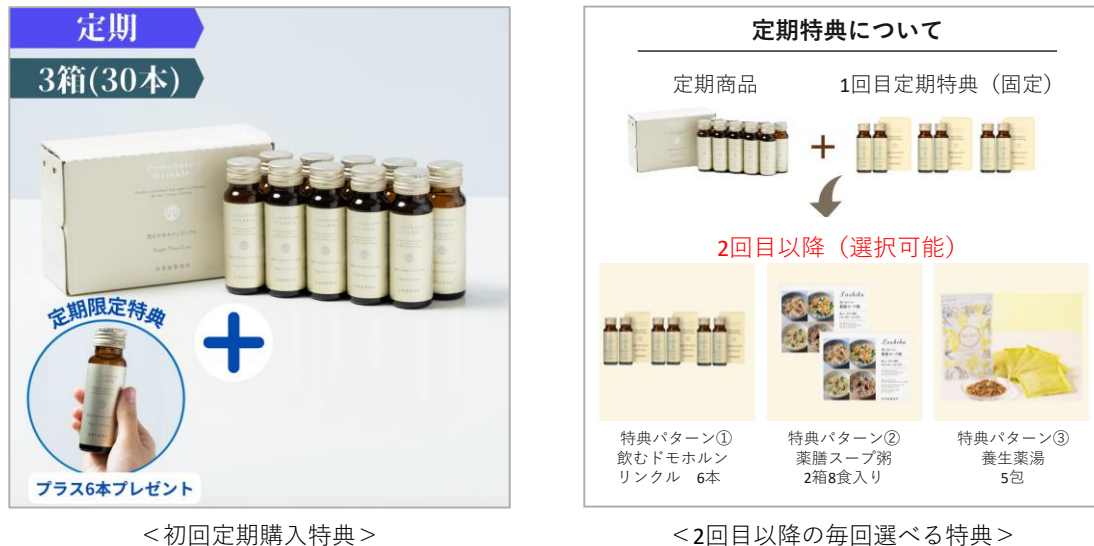 定期
3箱(30本)
Domohorn
Wrinkle
定期限定特典
プラス6本プレゼント
<初回定期購入特典>
定期特典について
定期商品
1回目定期特典（固定）
2回目以降（選択可能）
Lashiku
Lashiku
特典パターン①
飲むドモホルン
リンクル 6本
特典パターン②
薬膳スープ粥
2箱8食入り
特典パターン③
養生薬湯
5包
<2回目以降の毎回選べる特典>